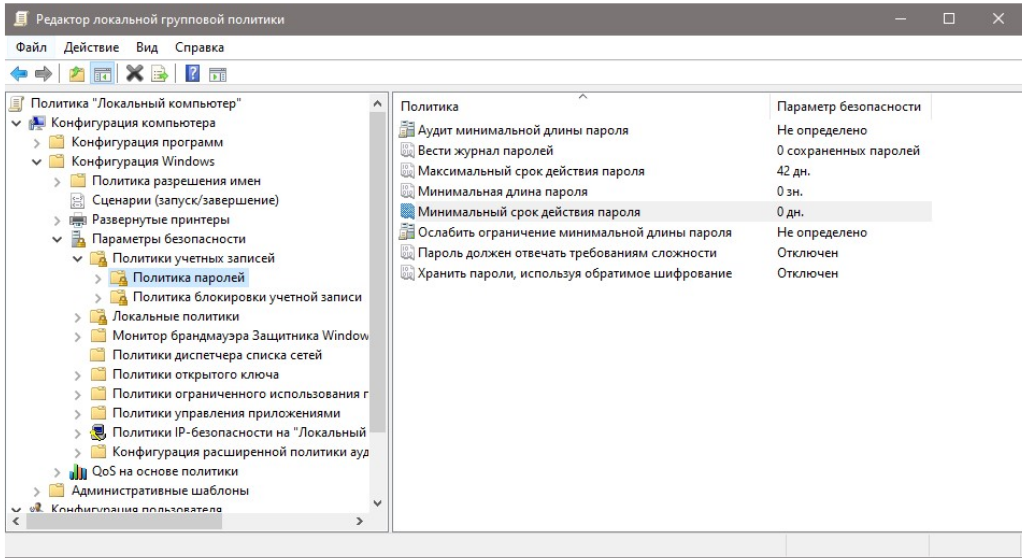 Редактор локальной групповой политики
Файл Действие Вид Справка
Политика "Локальный компьютер"
Конфигурация компьютера
Конфигурация программ
Конфигурация Windows
Политика разрешения имен
Сценарии (запуск/завершение)
Развернутые принтеры
Параметры безопасности
Политики учетных записей
Политика паролей
Политика блокировки учетной записи
Локальные политики
Монитор брандмауэра Защитника Window
Политики диспетчера списка сетей
Политики открытого ключа
Политики ограниченного использования п
Политики управления приложениями
Политики IP-безопасности на "Локальный
Конфигурация расширенной политики ауд
QoS на основе политики
Административные шаблоны
Конфигурация пользователя
Политика Параметр безопасности
Аудит минимальной длины пароля Не определено
Вести журнал паролей 0 сохраненных паролей
Максимальный срок действия пароля 42 дн.
Минимальная длина пароля 0 зн.
Минимальный срок действия пароля 0 дн.
Ослабить ограничение минимальной длины пароля Не определено
Пароль должен отвечать требованиям сложности Отключен
Хранить пароли, используя обратимое шифрование Отключен